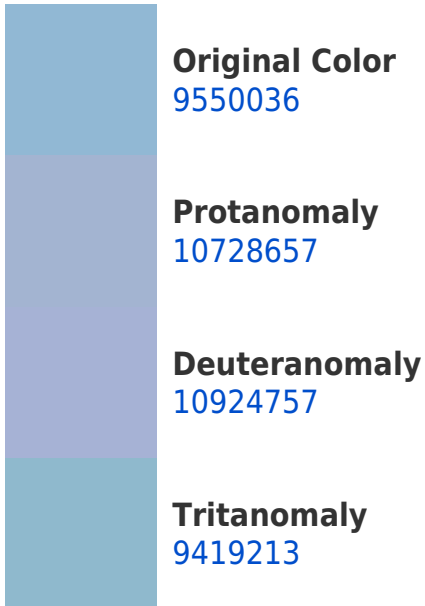 Original Color
9550036
Protanomaly
10728657
Deuteranomaly
10924757
Tritanomaly
9419213